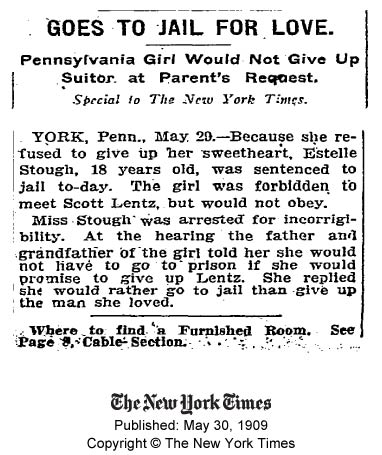 GOES TO JAIL FOR LOVE.
Pennsylvania Girl Would Not Give Up
Suitor at Parent's Request.
Special to The New York Times.
YORK, Penn., May 29.—Because she re-
fused to give up her sweetheart, Estelle
Stough, 18 years old, was sentenced to
jail to-day. The girl was forbidden to
meet Scott Lentz, but would not obey.
Miss Stough was arrested for incorrigi-
bility. At the hearing the father and
grandfather of the girl told her she would
not have to go to prison if she would
promise to give up Lentz. She replied
she would rather go to jail than give up
the man she loved.
Where to find a Furnished Room. See
Page 8, Cable Section.
The New York Times
Published: May 30, 1909
Copyright © The New York Times